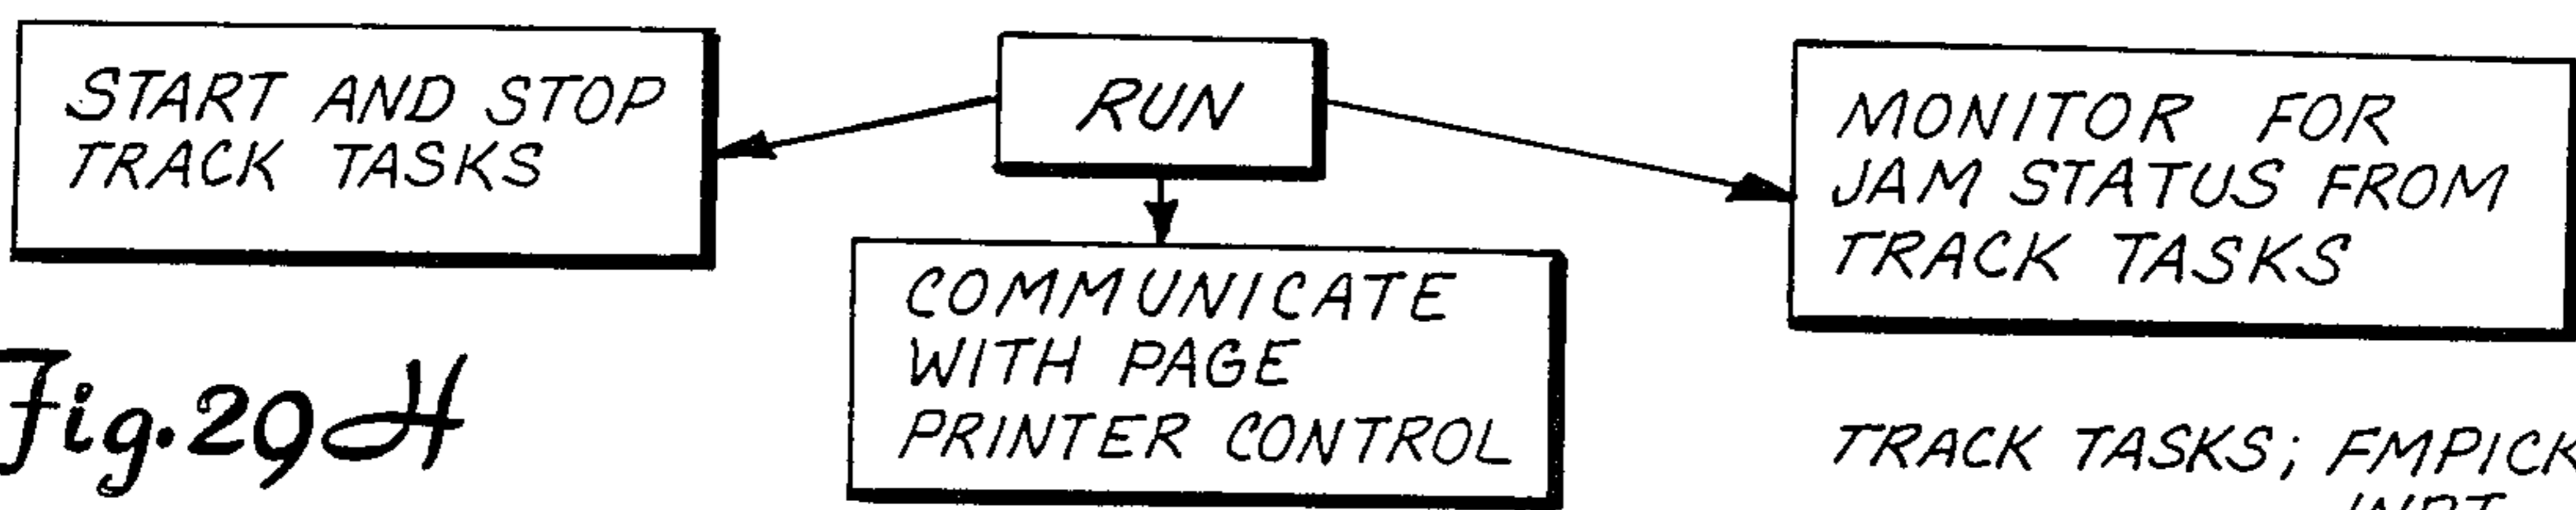 START AND STOP
TRACK TASKS
RUN
MONITOR FOR
JAM STATUS FROM
TRACK TASKS
COMMUNICATE
WITH PAGE
PRINTER CONTROL
Fig. 29H
TRACK TASKS; FMPICK